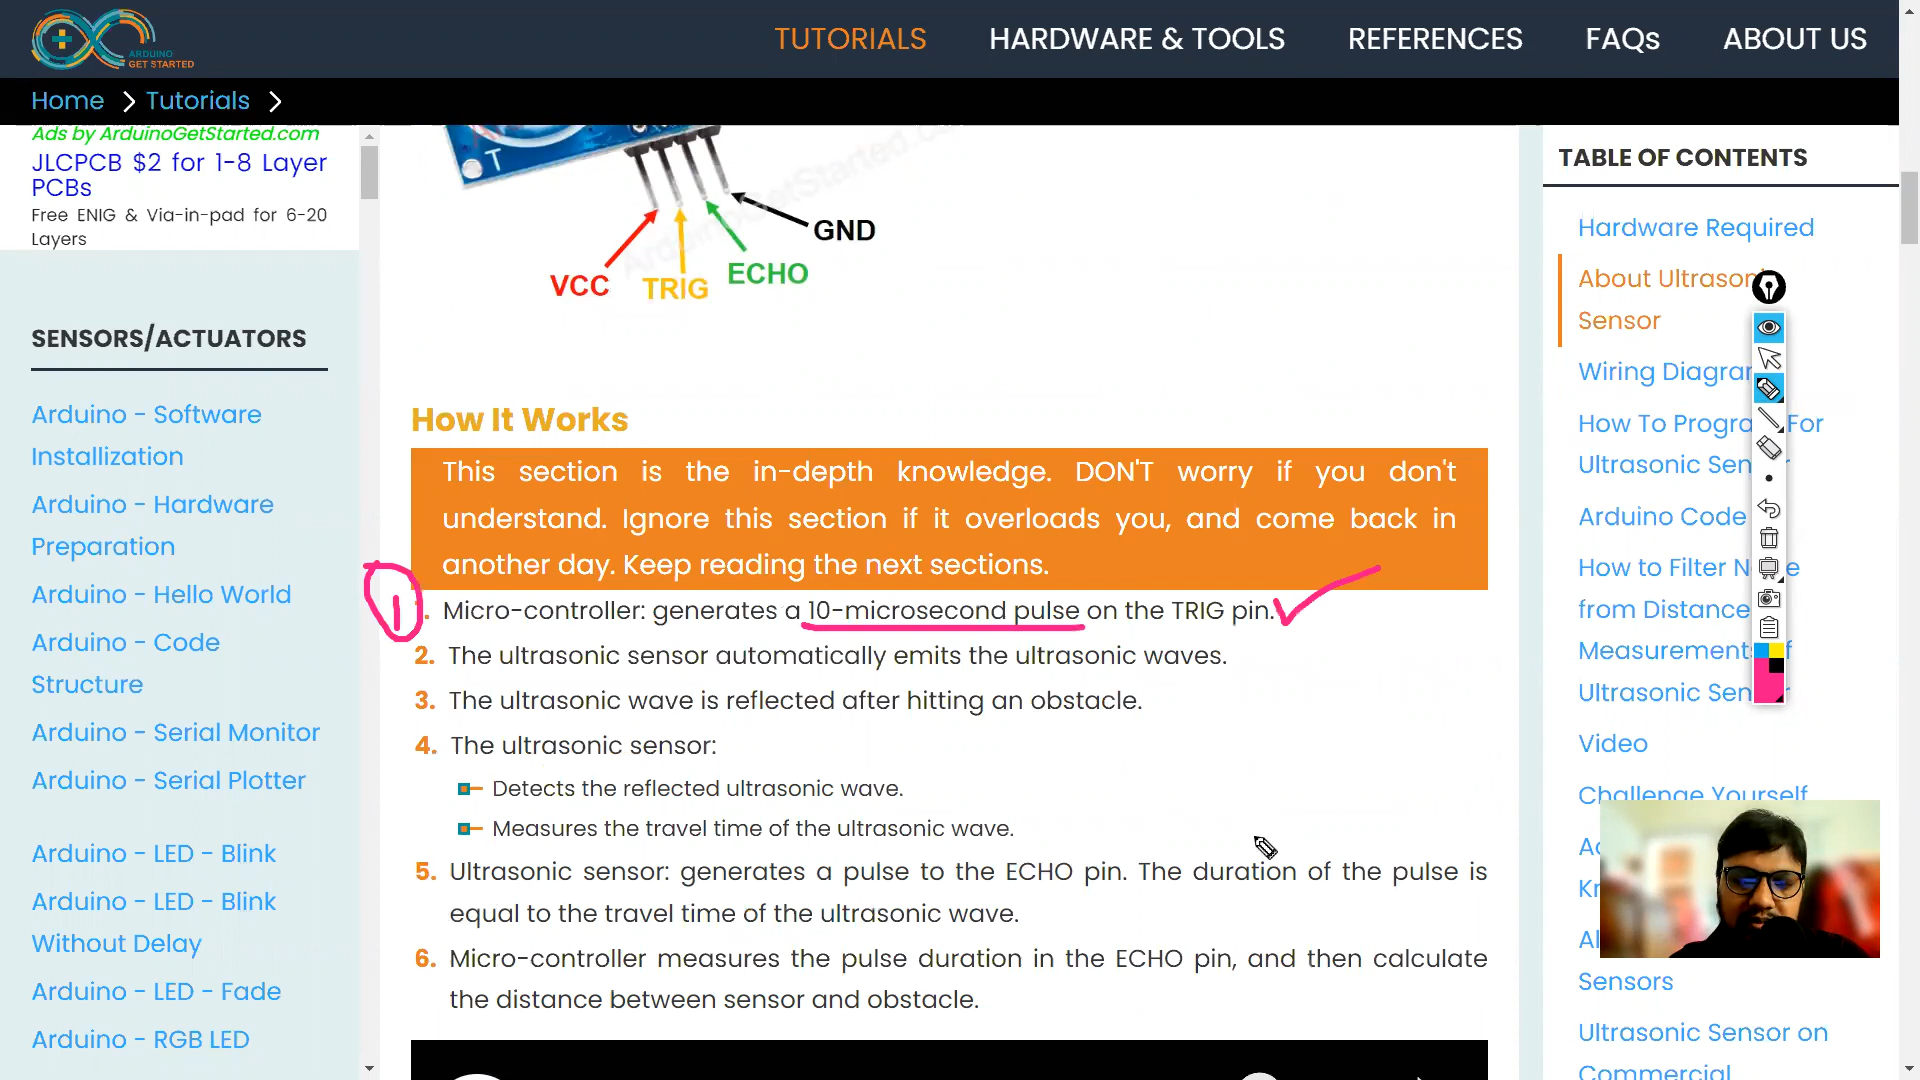 ARDUINO
GET STARTED
TUTORIALS
HARDWARE & TOOLS
REFERENCES
FAQs
ABOUT US
Home
Tutorials
Ads by ArduinoGetStarted.com
JLCPCB $2 for 1-8 Layer
PCBs
Free ENIG & Via-in-pad for 6-20
Layers
SENSORS/ACTUATORS
Arduino - Software
Installization
Arduino - Hardware
Preparation
Arduino - Hello World
Arduino - Code
Structure
Arduino - Serial Monitor
Arduino - Serial Plotter
Arduino - LED - Blink
Arduino - LED - Blink
Without Delay
Arduino - LED - Fade
Arduino - RGB LED
T
GND
ECHO
VCC
TRIG
How It Works
This section is the in-depth knowledge. DON'T worry if you don't
understand. Ignore this section if it overloads you, and come back in
another day. Keep reading the next sections.
1
Micro-controller: generates a 10-microsecond pulse on the TRIG pin.
2. The ultrasonic sensor automatically emits the ultrasonic waves.
3. The ultrasonic wave is reflected after hitting an obstacle.
4. The ultrasonic sensor:
Detects the reflected ultrasonic wave.
Measures the travel time of the ultrasonic wave.
5. Ultrasonic sensor: generates a pulse to the ECHO pin. The duration of the pulse is
equal to the travel time of the ultrasonic wave.
6. Micro-controller measures the pulse duration in the ECHO pin, and then calculate
the distance between sensor and obstacle.
TABLE OF CONTENTS
Hardware Required
About
Sensor
Wiring
How To For
Ultrasonic
Arduino Code
How to Filter
from Distance
Ultrasonic
Video
Challenge Yourself
Sensors
Ultrasonic Sensor on
Commercial